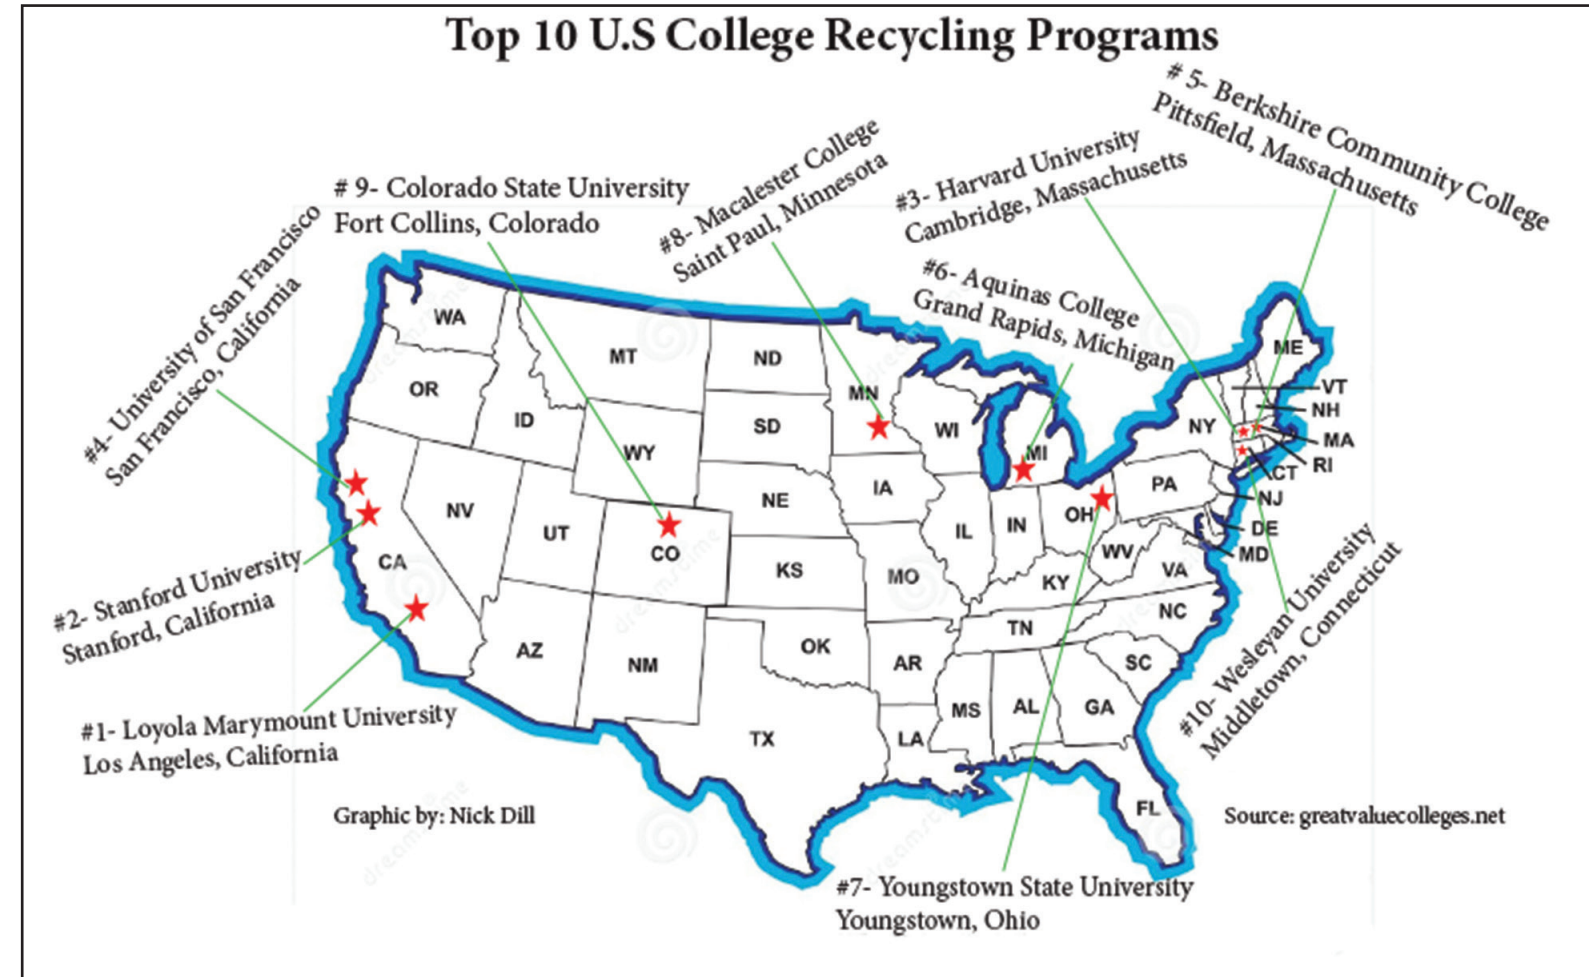 Top 10 U.S College Recycling Programs
# 5- Berkshire Community College
Pittsfield, Massachusetts
#3- Harvard University
Cambridge, Massachusetts
#8- Macalester College
Saint Paul, Minnesota
# 9- Colorado State University
Fort Collins, Colorado
#4- University of San Francisco
San Francisco, California
#6- Aquinas College
Grand Rapids, Michigan
WA
MT
ND
MN
ME
OR
ID
SD
WI
NY
VT
NH
MA
RI
CT
WY
MI
NV
UT
CO
NE
IA
IL
IN
OH
PA
NJ
DE
MD
CA
KS
MO
KY
WV
VA
AZ
NM
OK
AR
TN
NC
SC
TX
LA
MS
AL
GA
FL
#2- Stanford University
Stanford, California
#10- Wesleyan University
Middletown, Connecticut
#1- Loyola Marymount University
Los Angeles, California
Graphic by: Nick Dill
Source: greatvaluecolleges.net
#7- Youngstown State University
Youngstown, Ohio
dreamstime